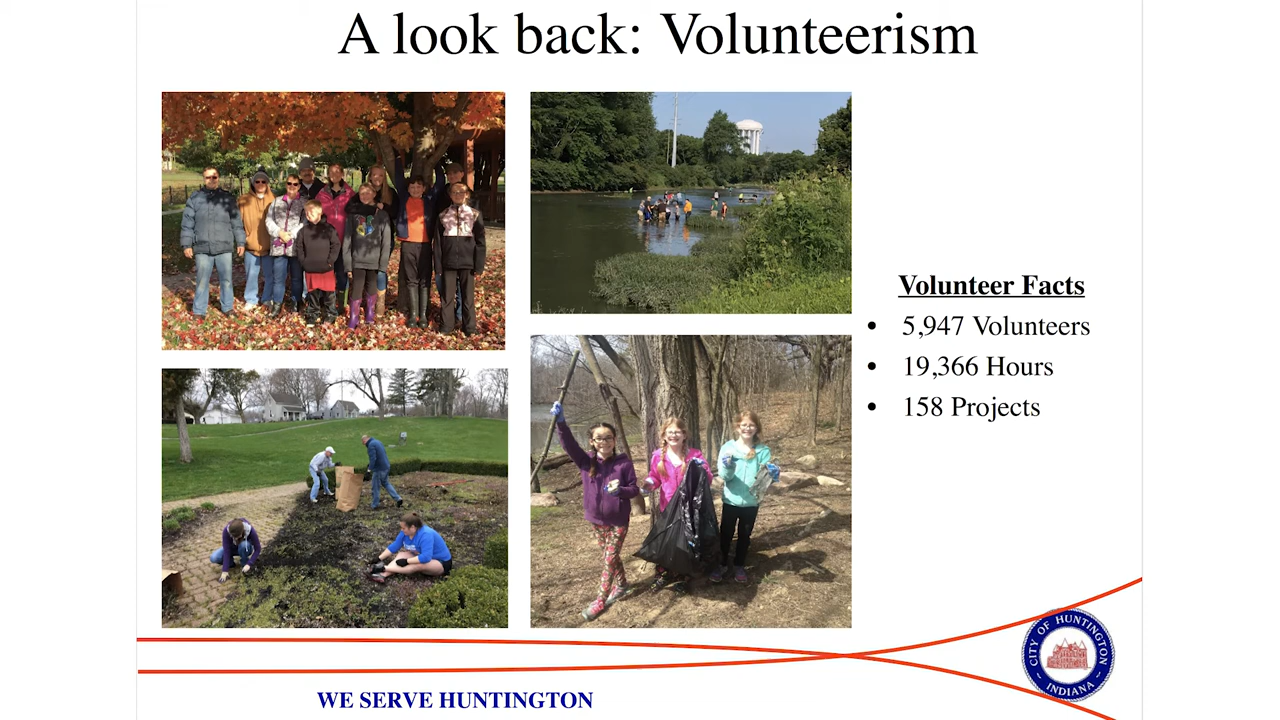 A look back: Volunteerism
Volunteer Facts
• 5,947 Volunteers
• 19,366 Hours
• 158 Projects
WE SERVE HUNTINGTON
CITY OF HUNTINGTON
INDIANA